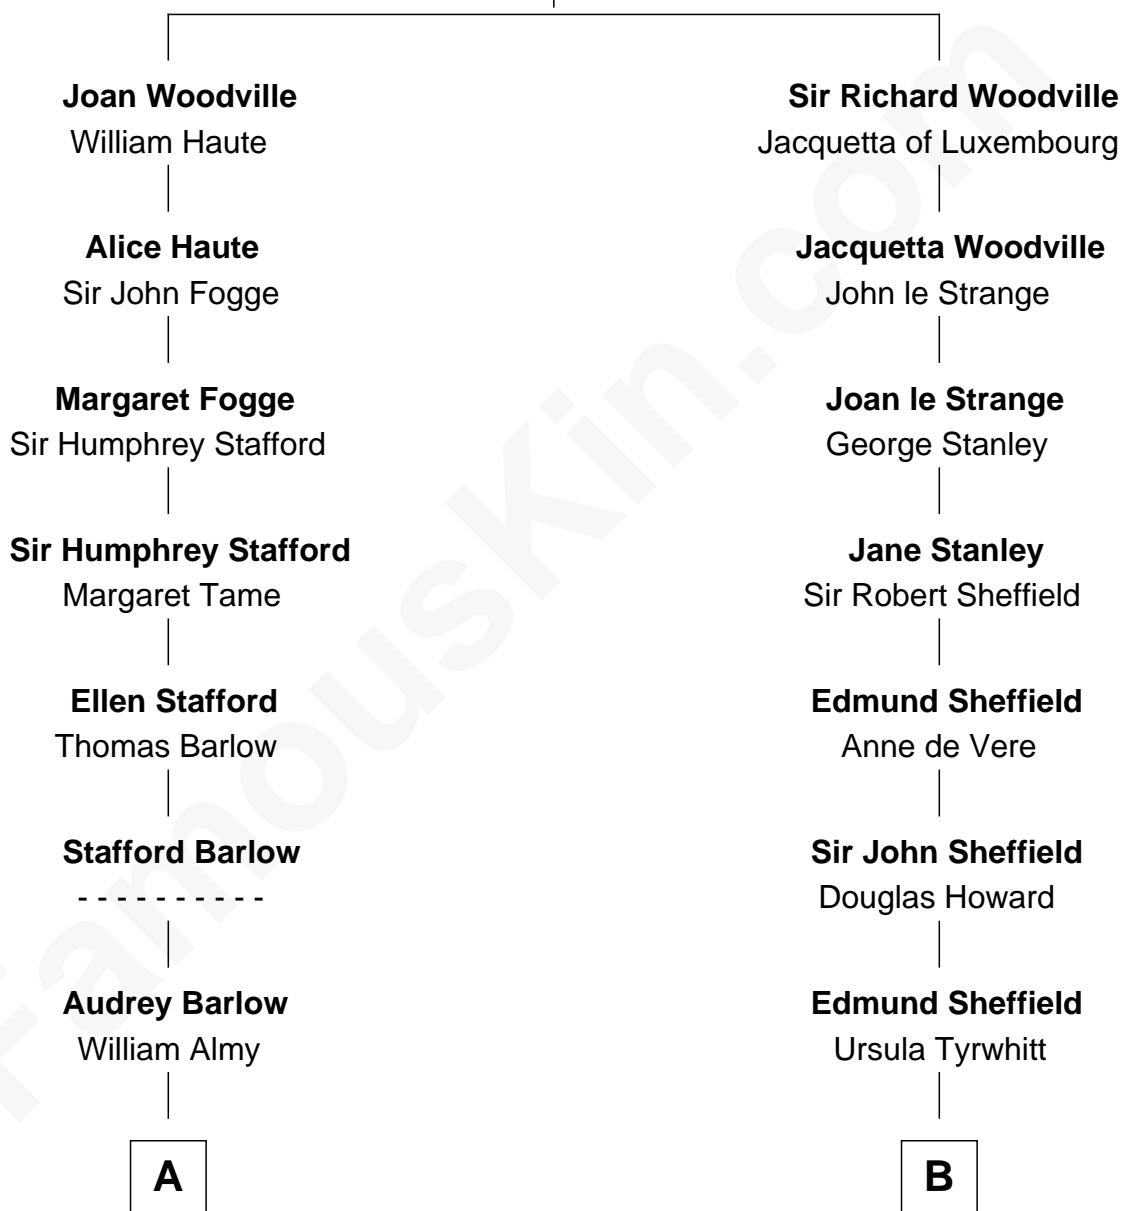 Joan Woodville
William Haute
Alice Haute
Sir John Fogge
Margaret Fogge
Sir Humphrey Stafford
Sir Humphrey Stafford
Margaret Tame
Ellen Stafford
Thomas Barlow
Stafford Barlow
- - - - - - - - - -
Audrey Barlow
William Almy
A
Sir Richard Woodville
Jacquetta of Luxembourg
Jacquetta Woodville
John le Strange
Joan le Strange
George Stanley
Jane Stanley
Sir Robert Sheffield
Edmund Sheffield
Anne de Vere
Sir John Sheffield
Douglas Howard
Edmund Sheffield
Ursula Tyrwhitt
B
FamousKin.com